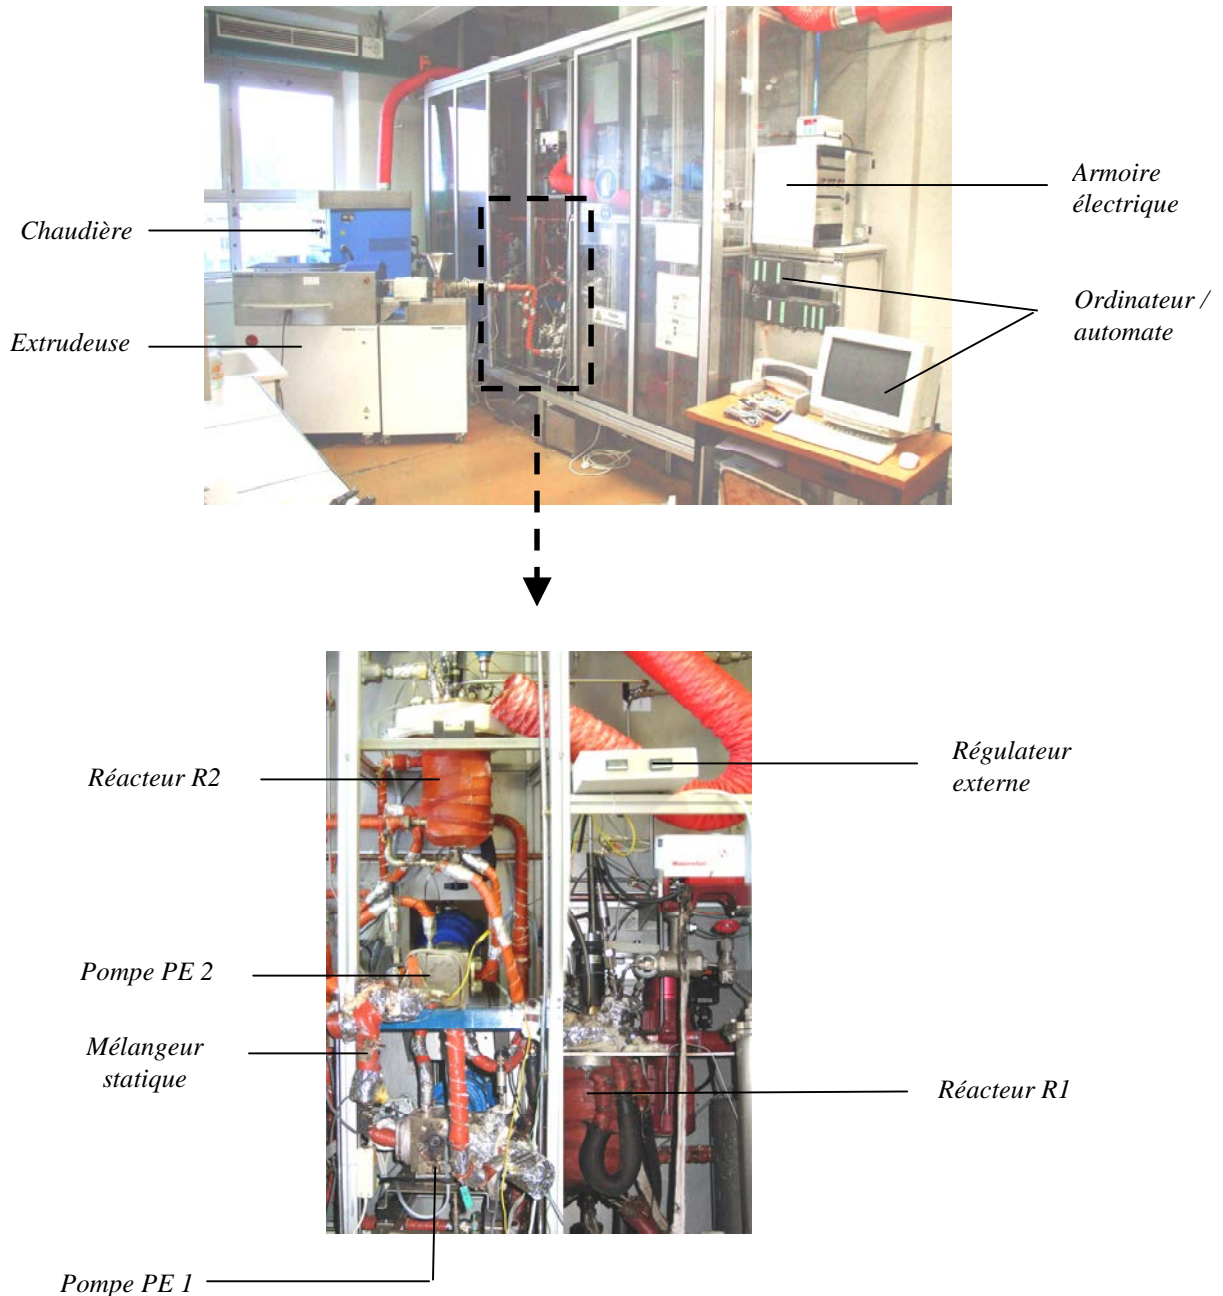 Armoire
électrique
Chaudière
Ordinateur /
automate
Extrudeuse
Régulateur
externe
Réacteur R2
Pompe PE 2
Mélangeur
statique
Réacteur R1
Pompe PE 1